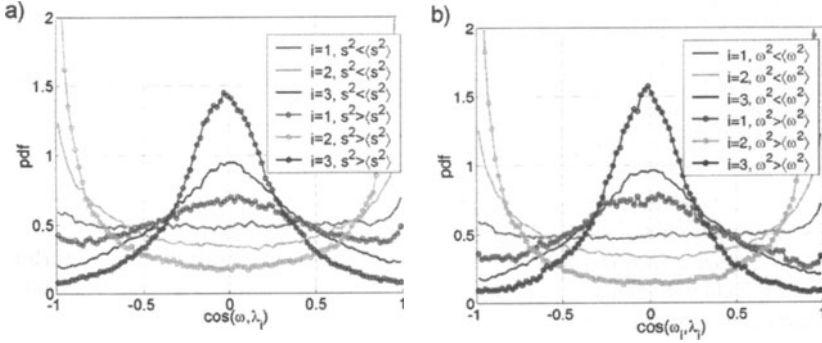 a)
2
1.5
1
0.5
0
pdf
-1
-0.5
0
0.5
1
cos(ω,λi)
i=1, s²<⟨s²⟩
i=2, s²<⟨s²⟩
i=3, s²<⟨s²⟩
i=1, s²>⟨s²⟩
i=2, s²>⟨s²⟩
i=3, s²>⟨s²⟩
b)
2
1.5
1
0.5
0
pdf
-1
-0.5
0
0.5
1
cos(ωi,λi)
i=1, ω²<⟨ω²⟩
i=2, ω²<⟨ω²⟩
i=3, ω²<⟨ω²⟩
i=1, ω²>⟨ω²⟩
i=2, ω²>⟨ω²⟩
i=3, ω²>⟨ω²⟩